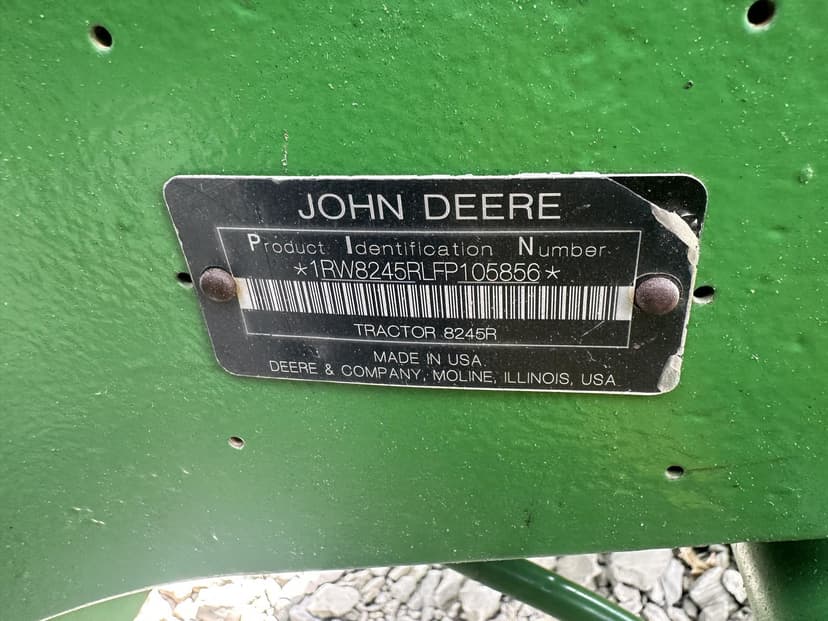 JOHN DEERE
Product Identification Number
*1RW8245RLFP105856*
TRACTOR 8245R
MADE IN USA
DEERE & COMPANY, MOLINE, ILLINOIS, USA